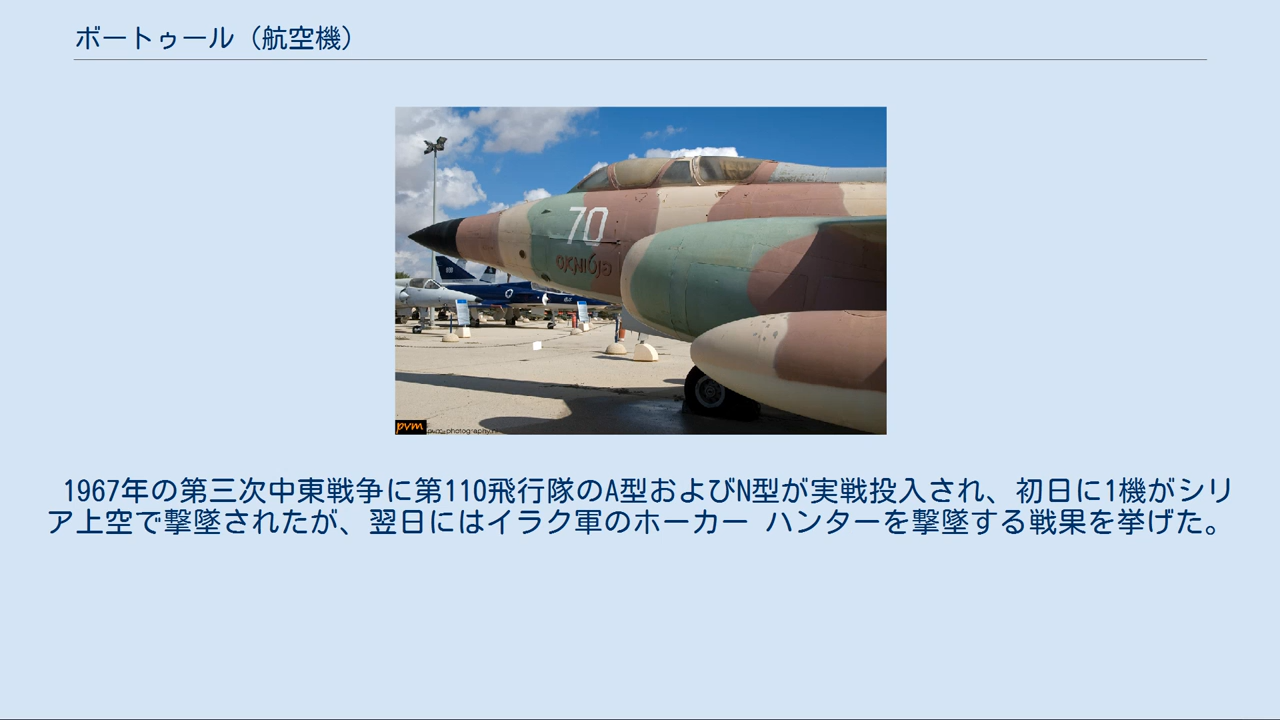 ボートゥール（航空機）
70
pvm
pvm-photography.nl
1967年の第三次中東戦争に第110飛行隊のA型およびN型が実戦投入され、初日に1機がシリ
ア上空で撃墜されたが、翌日にはイラク軍のホーカー ハンターを撃墜する戦果を挙げた。